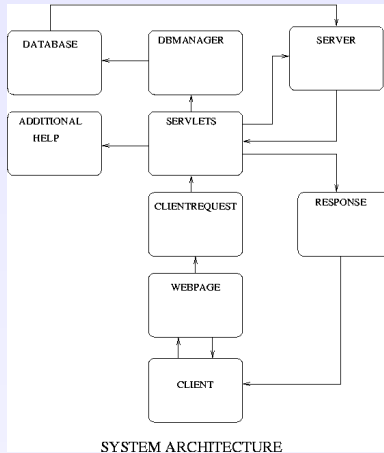 DATABASE
DBMANAGER
SERVER
ADDITIONAL
HELP
SERVLETS
CLIENTREQUEST
RESPONSE
WEBPAGE
CLIENT
SYSTEM ARCHITECTURE